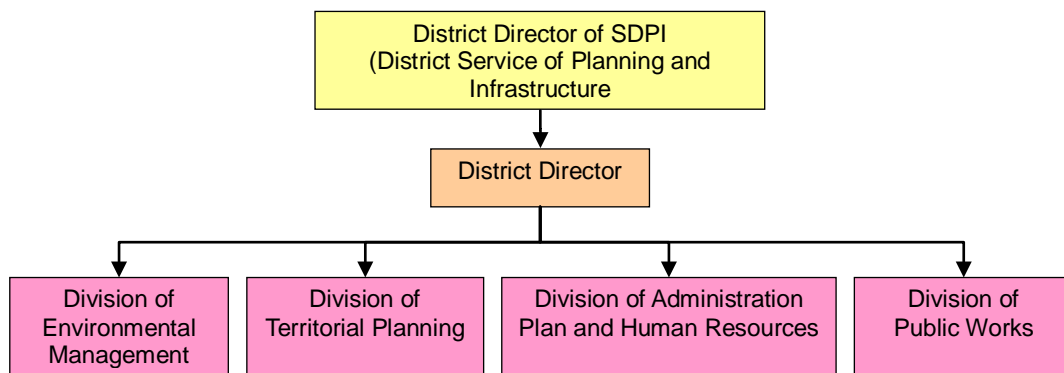 District Director of SDPI
(District Service of Planning and
Infrastructure
District Director
Division of
Environmental
Management
Division of
Territorial Planning
Division of Administration
Plan and Human Resources
Division of
Public Works